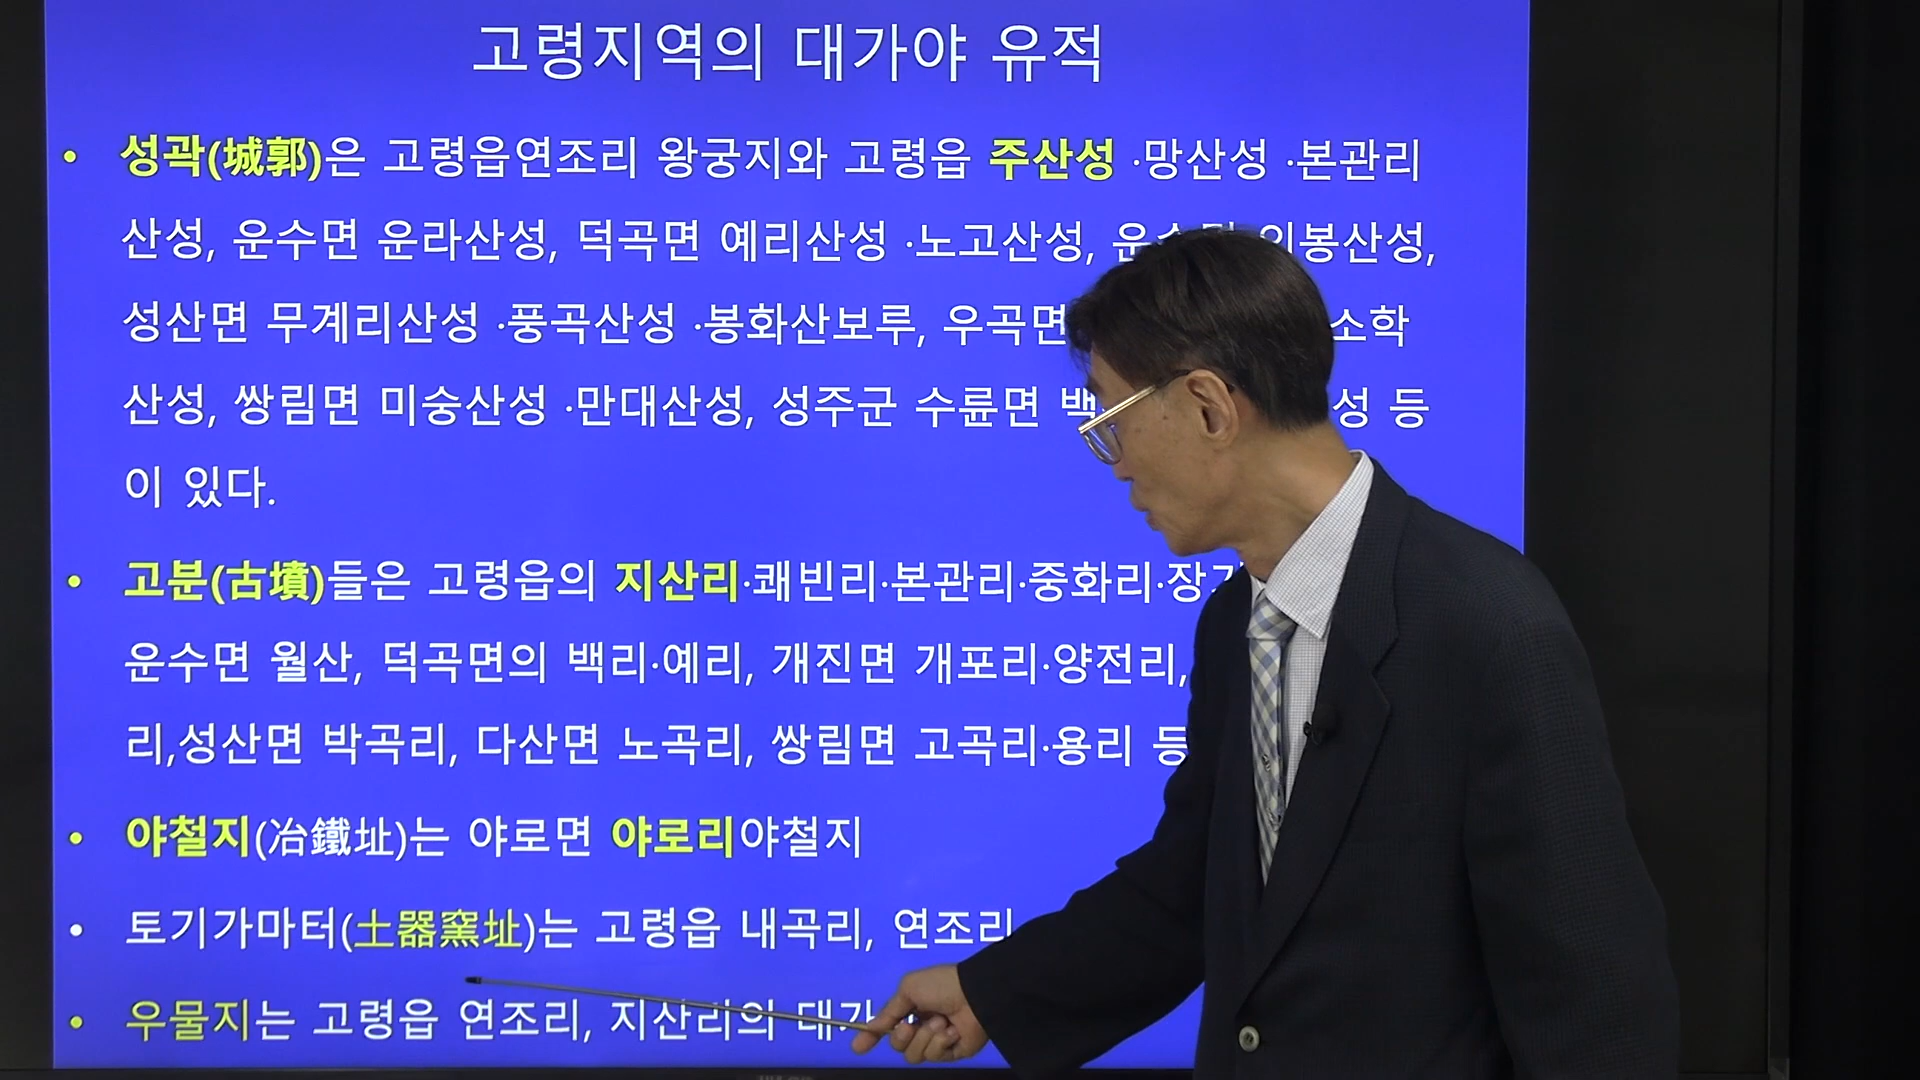 고령지역의 대가야 유적
• 성곽(城郭)은 고령읍연조리 왕궁지와 고령읍 주산성 ·망산성 ·본관리
산성, 운수면 운라산성, 덕곡면 예리산성 ·노고산성,
성산면 무계리산성 ·풍곡산성 ·봉화산보루, 우곡면 소학
산성, 쌍림면 미숭산성 ·만대산성, 성주군 수륜면 성 등
이 있다.
• 고분(古墳)들은 고령읍의 지산리·쾌빈리·본관리·중화리·
운수면 월산, 덕곡면의 백리·예리, 개진면 개포리·양전리,
리,성산면 박곡리, 다산면 노곡리, 쌍림면 고곡리·용리 등
• 야철지(冶鐵址)는 야로면 야로리야철지
• 토기가마터(土器窯址)는 고령읍 내곡리, 연조리
• 우물지는 고령읍 연조리, 지산리의